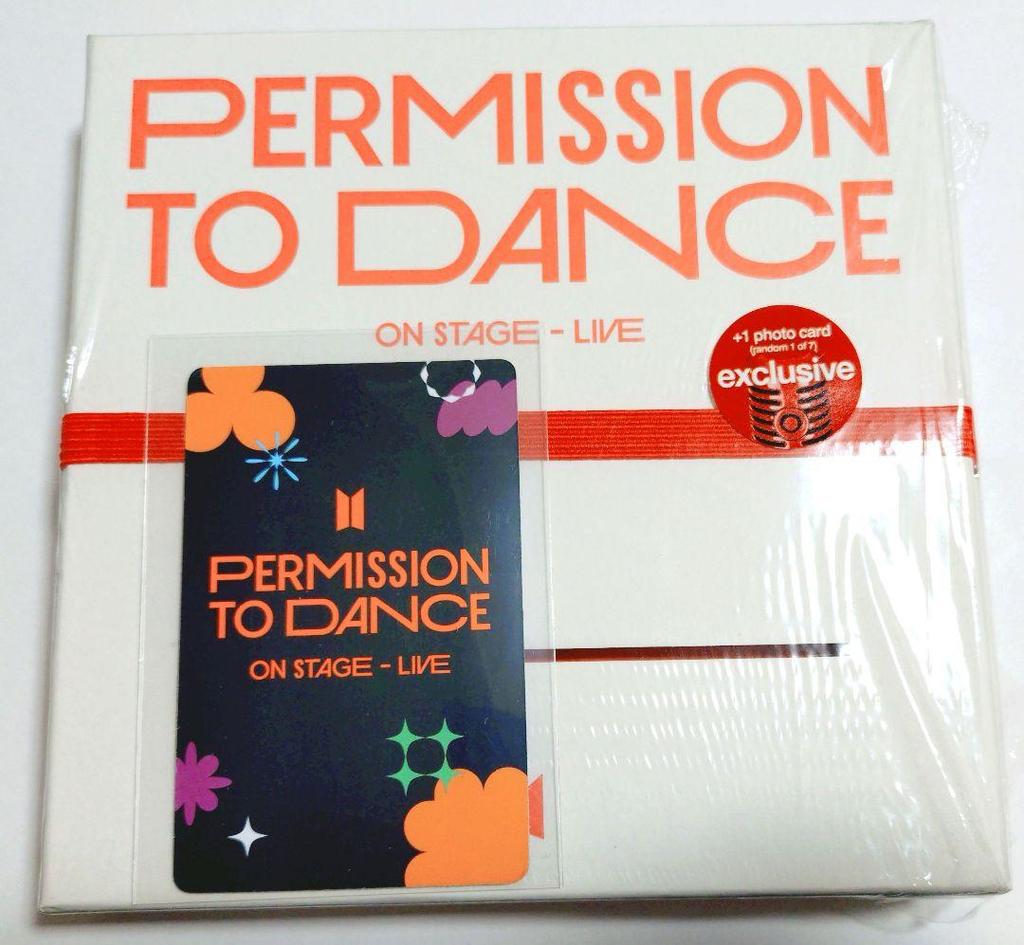 PERMISSION
TO DANCE
ON STAGE - LIVE
+1 photo card
(random 1 of 7)
exclusive
PERMISSION
TO DANCE
ON STAGE - LIVE